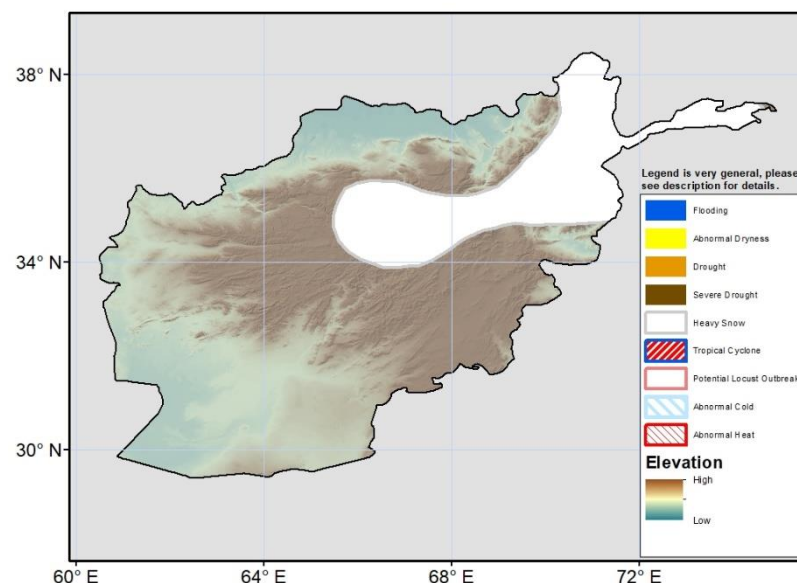 38° N
34° N
30° N
60° E
64° E
68° E
72° E
Legend is very general, please
see description for details.
Flooding
Abnormal Dryness
Drought
Severe Drought
Heavy Snow
Tropical Cyclone
Potential Locust Outbreak
Abnormal Cold
Abnormal Heat
Elevation
High
Low